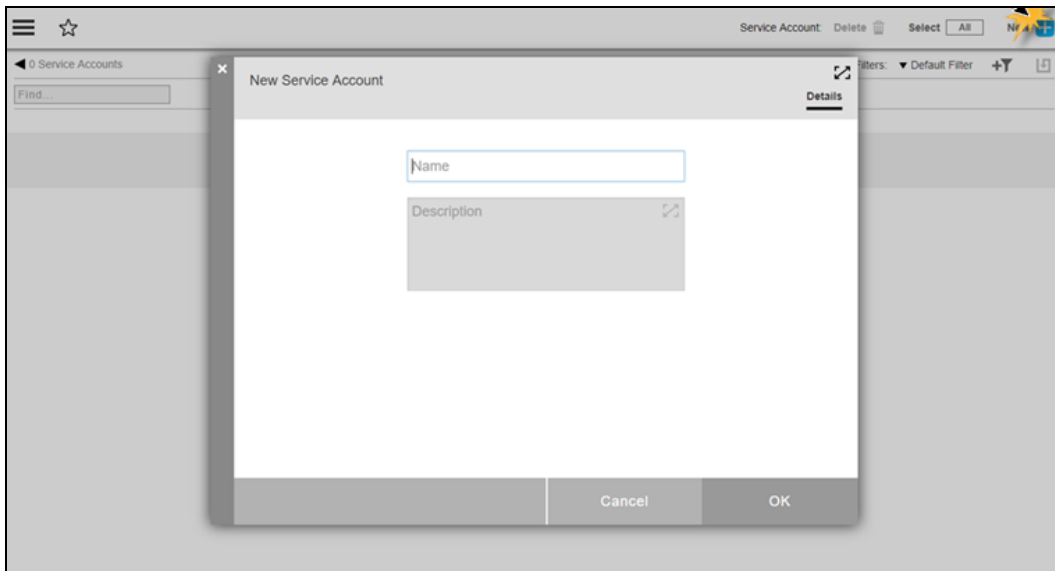 Service Account: Delete Select All
0 Service Accounts
Filters: ▼ Default Filter
Find...
New Service Account
Details
Name
Description
Cancel OK